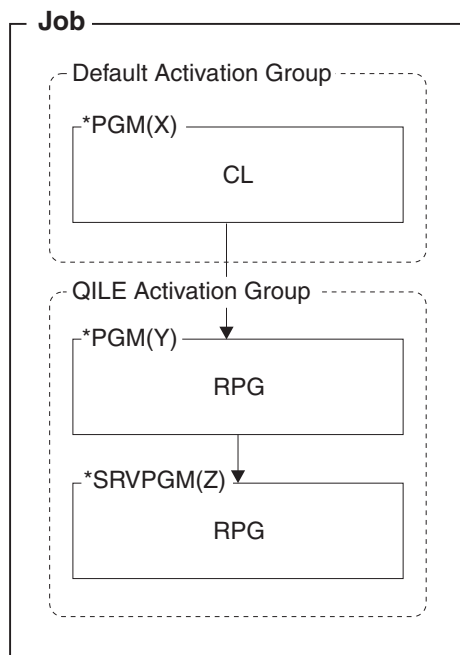 Job
Default Activation Group
*PGM(X)
CL
QILE Activation Group
*PGM(Y)
RPG
*SRVPGM(Z)
RPG